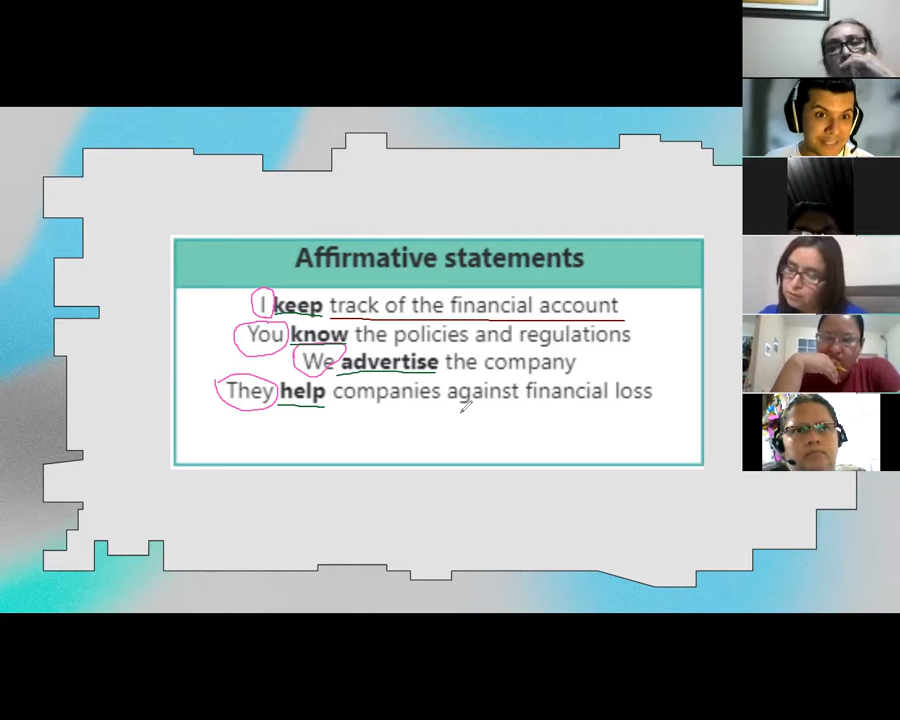 Affirmative statements
I keep track of the financial account
You know the policies and regulations
We advertise the company
They help companies against financial loss